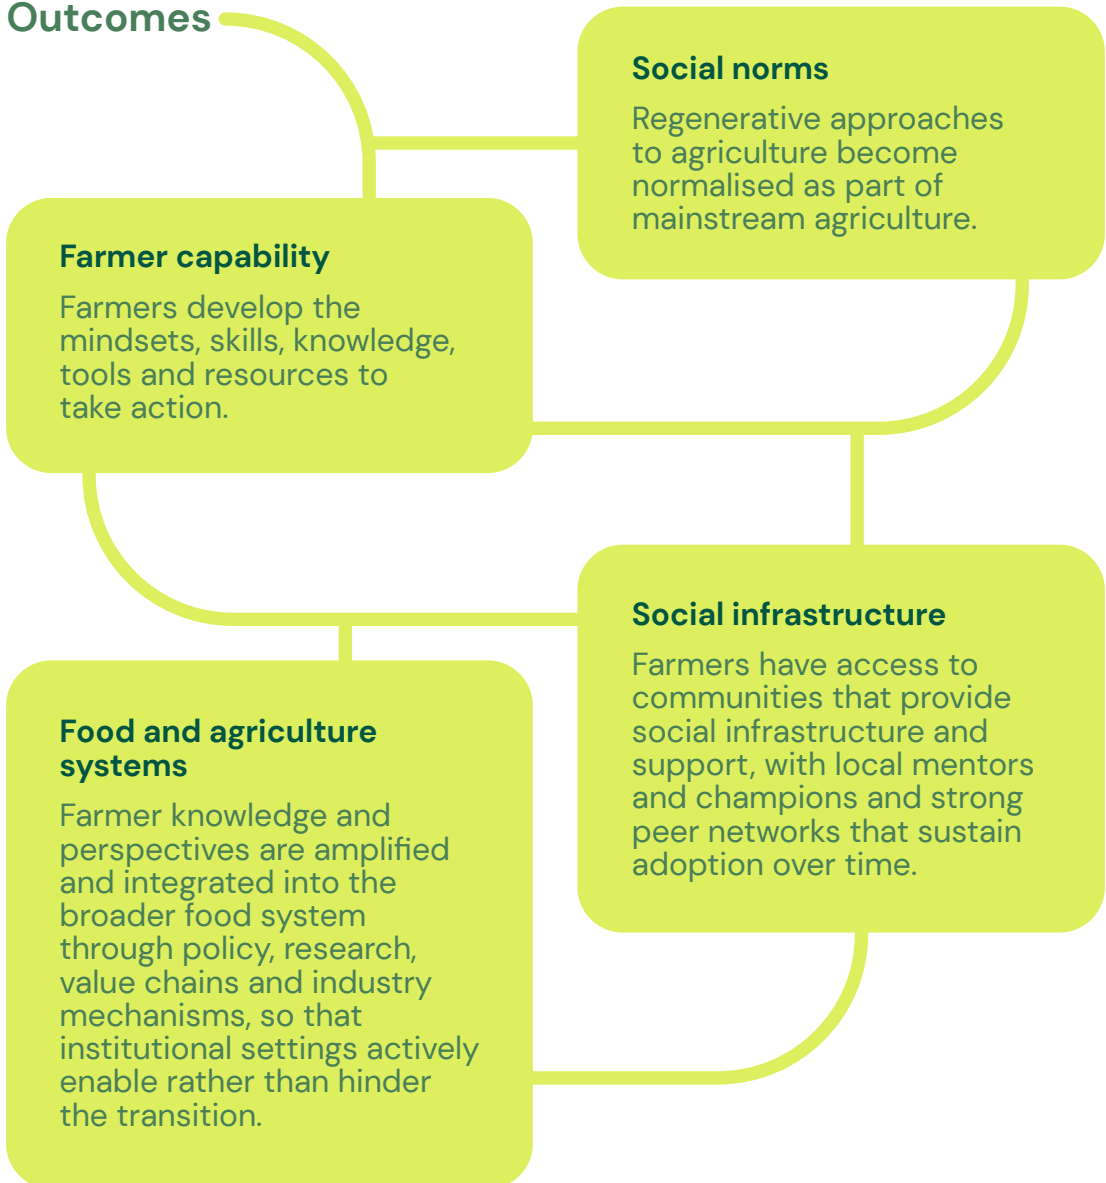 Outcomes
Social norms
Regenerative approaches
to agriculture become
normalised as part of
mainstream agriculture.
Farmer capability
Farmers develop the
mindsets, skills, knowledge,
tools and resources to
take action.
Social infrastructure
Farmers have access to
communities that provide
social infrastructure and
support, with local mentors
and champions and strong
peer networks that sustain
adoption over time.
Food and agriculture
systems
Farmer knowledge and
perspectives are amplified
and integrated into the
broader food system
through policy, research,
value chains and industry
mechanisms, so that
institutional settings actively
enable rather than hinder
the transition.